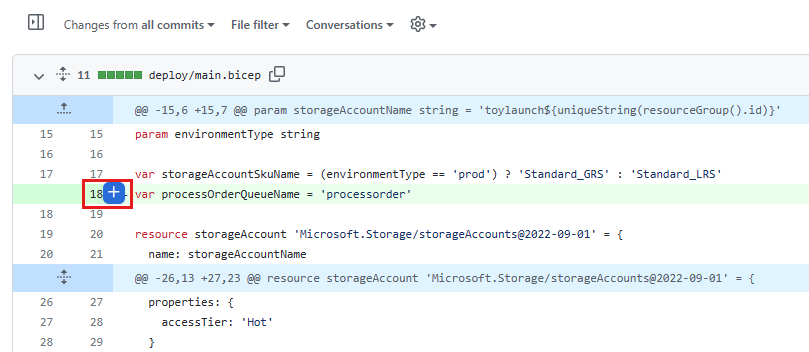 Changes from all commits File filter Conversations
11 deploy/main.bicep
@@ -15,6 +15,7 @@ param storageAccountName string = 'toylaunch${uniqueString(resourceGroup().id)}'
15 15 param environmentType string
16 16
17 17 var storageAccountSkuName = (environmentType == 'prod') ? 'Standard_GRS' : 'Standard_LRS'
18 + var processOrderQueueName = 'processorder'
18 19
19 20 resource storageAccount 'Microsoft.Storage/storageAccounts@2022-09-01' = {
20 21 name: storageAccountName
@@ -26,13 +27,23 @@ resource storageAccount 'Microsoft.Storage/storageAccounts@2022-09-01' = {
26 27 properties: {
27 28 accessTier: 'Hot'
28 29 }